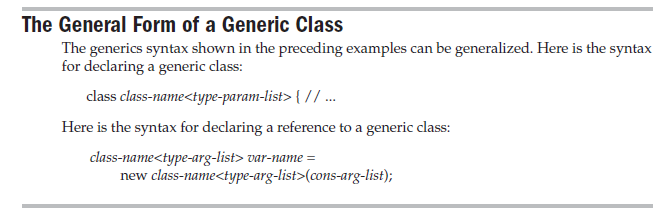 The General Form of a Generic Class
The generics syntax shown in the preceding examples can be generalized. Here is the syntax
for declaring a generic class:
class class-name<type-param-list> { // ...
Here is the syntax for declaring a reference to a generic class:
class-name<type-arg-list> var-name =
new class-name<type-arg-list>(cons-arg-list);